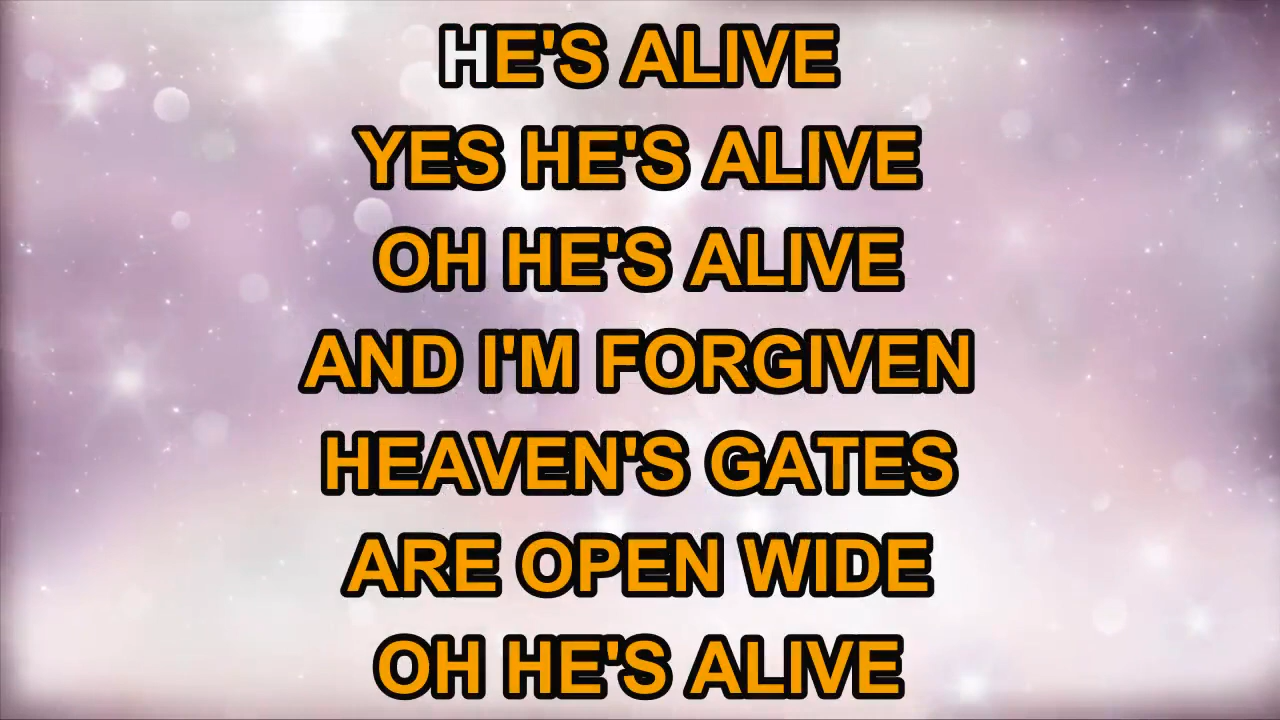 HE'S ALIVE
YES HE'S ALIVE
OH HE'S ALIVE
AND I'M FORGIVEN
HEAVEN'S GATES
ARE OPEN WIDE
OH HE'S ALIVE